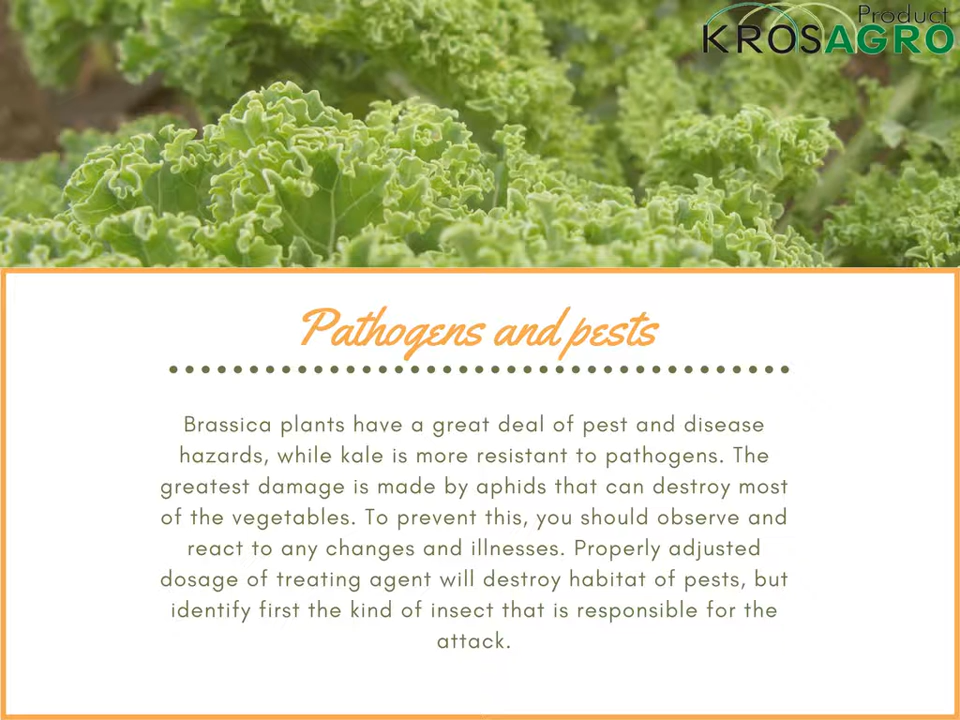 Product
KROSAGRO
Pathogens and pests
Brassica plants have a great deal of pest and disease
hazards, while kale is more resistant to pathogens. The
greatest damage is made by aphids that can destroy most
of the vegetables. To prevent this, you should observe and
react to any changes and illnesses. Properly adjusted
dosage of treating agent will destroy habitat of pests, but
identify first the kind of insect that is responsible for the
attack.